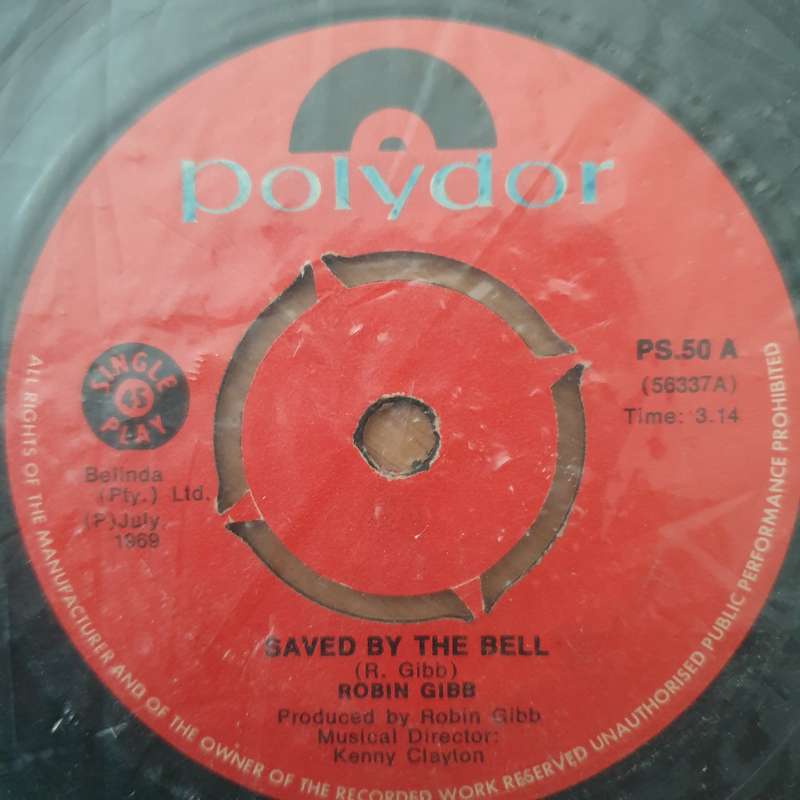 polydor
SINGLE
45
PLAY
PS.50 A
(56337A)
Time: 3.14
Belinda
(Pty.) Ltd.
(P)July,
1969
SAVED BY THE BELL
(R. Gibb)
ROBIN GIBB
Produced by Robin Gibb
Musical Director:
Kenny Clayton
ALL RIGHTS OF THE MANUFACTURER AND OF THE OWNER OF THE RECORDED WORK RESERVED UNAUTHORISED PUBLIC PERFORMANCE PROHIBITED